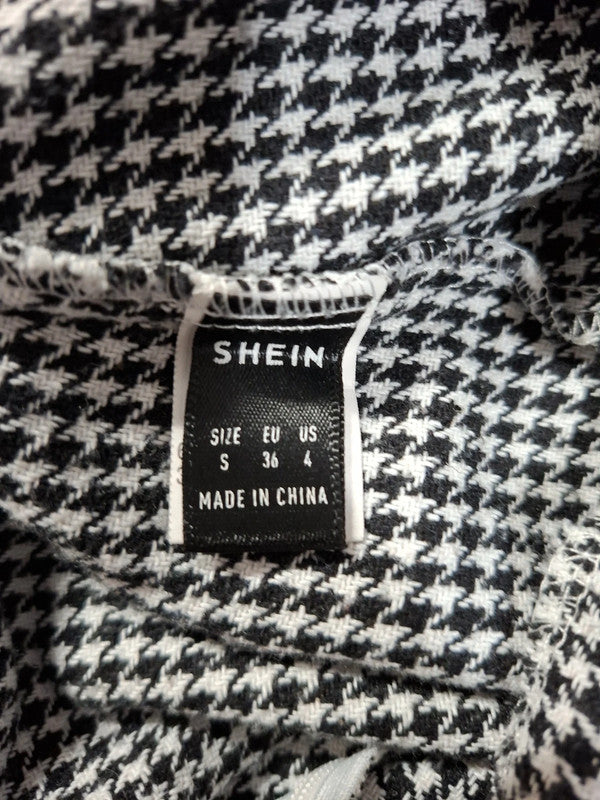 SHEIN
SIZE EU US
S 36 4
MADE IN CHINA